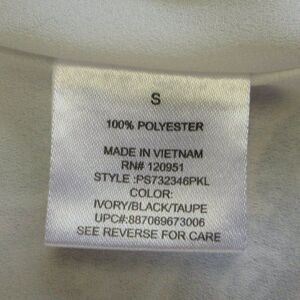 S
100% POLYESTER
MADE IN VIETNAM
RN# 120951
STYLE :PS732346PKL
COLOR:
IVORY/BLACK/TAUPE
UPC#:887069673006
SEE REVERSE FOR CARE